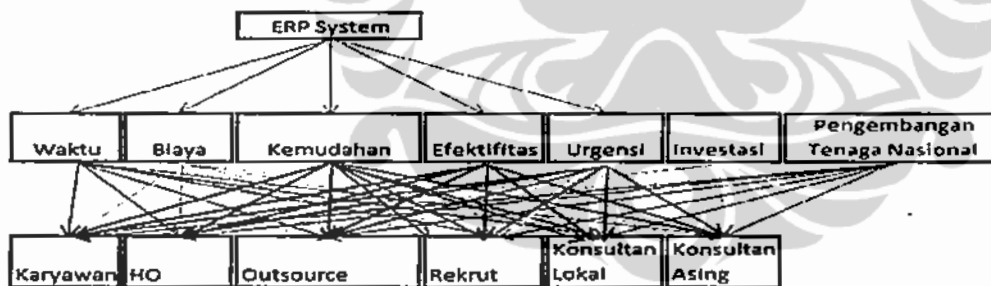 ERP System
Pengembangan
Waktu Biaya Kemudahan Efektifitas Urgensi Investasi Tenaga Nasional
Konsultan Konsultan
Karyawan HO Outsource Rekrut Lokal Asing